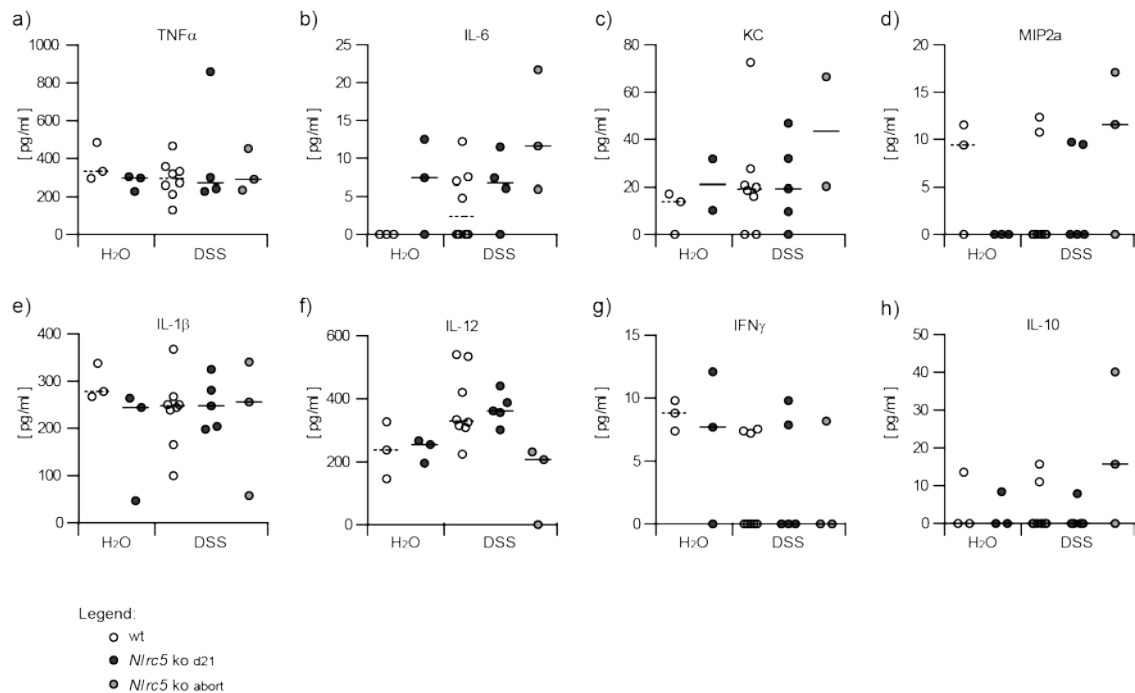 a) b) c) d)
TNFα IL-6 KC MIP2a
1000 25 80 20
800 20 60 15
600 15 40 10
400 10 20 5
200 5 0 0
0 0
[ pg/ml ] [ pg/ml ] [ pg/ml ] [ pg/ml ]
H₂O DSS H₂O DSS H₂O DSS H₂O DSS
e) f) g) h)
IL-1β IL-12 IFNγ IL-10
400 600 15 50
300 400 10 40
200 200 5 30
100 0 0 20
0 10
0
[ pg/ml ] [ pg/ml ] [ pg/ml ] [ pg/ml ]
H₂O DSS H₂O DSS H₂O DSS H₂O DSS
Legend:
wt
Nlrc5 ko d21
Nlrc5 ko abort